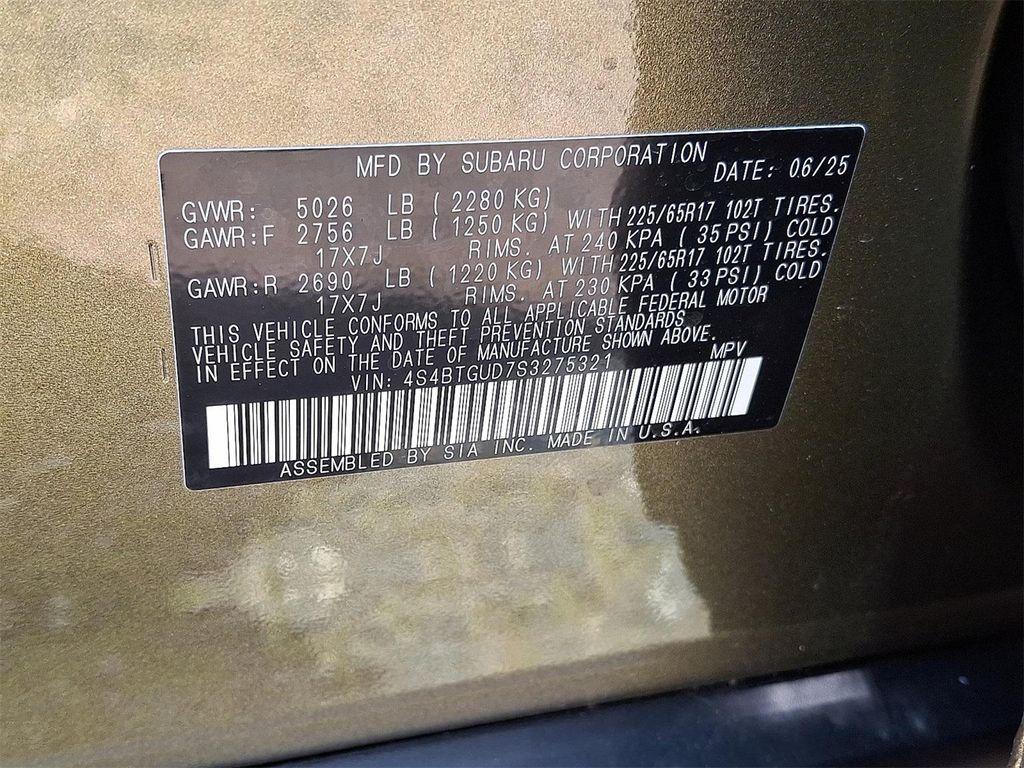 MFD BY SUBARU CORPORATION DATE: 06/25
GVWR: 5026 LB (2280 KG)
GAWR:F 2756 LB (1250 KG) WITH 225/65R17 102T TIRES.
17X7J RIMS. AT 240 KPA (35 PSI) COLD
GAWR:R 2690 LB (1220 KG) WITH 225/65R17 102T TIRES.
17X7J RIMS. AT 230 KPA (33 PSI) COLD
THIS VEHICLE CONFORMS TO ALL APPLICABLE FEDERAL MOTOR
VEHICLE SAFETY AND THEFT PREVENTION STANDARDS
IN EFFECT ON THE DATE OF MANUFACTURE SHOWN ABOVE.
VIN: 4S4BTGUD7S3275321 MPV
ASSEMBLED BY SIA INC. MADE IN U.S.A.